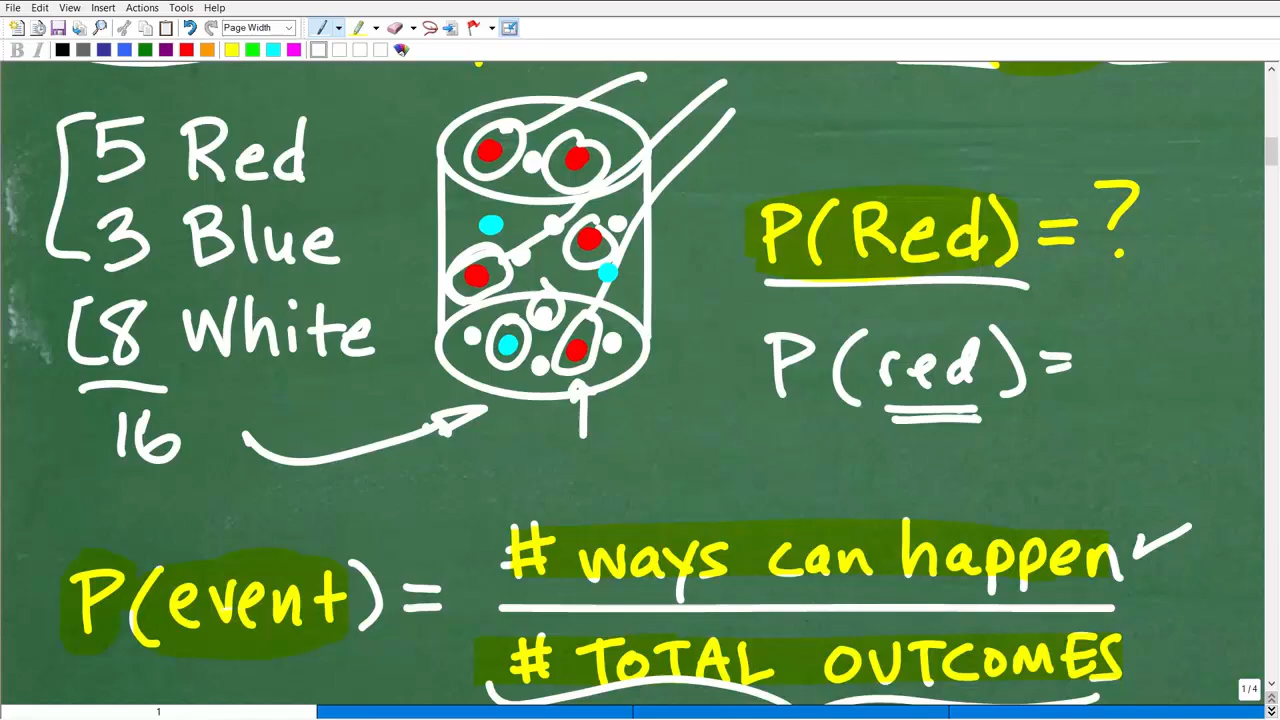 File Edit View Insert Actions Tools Help
Page Width
B I
5 Red
3 Blue
8 White
16
P(Red) = ?
P(red) =
P(event) = # ways can happen
# TOTAL OUTCOMES
1/4
1